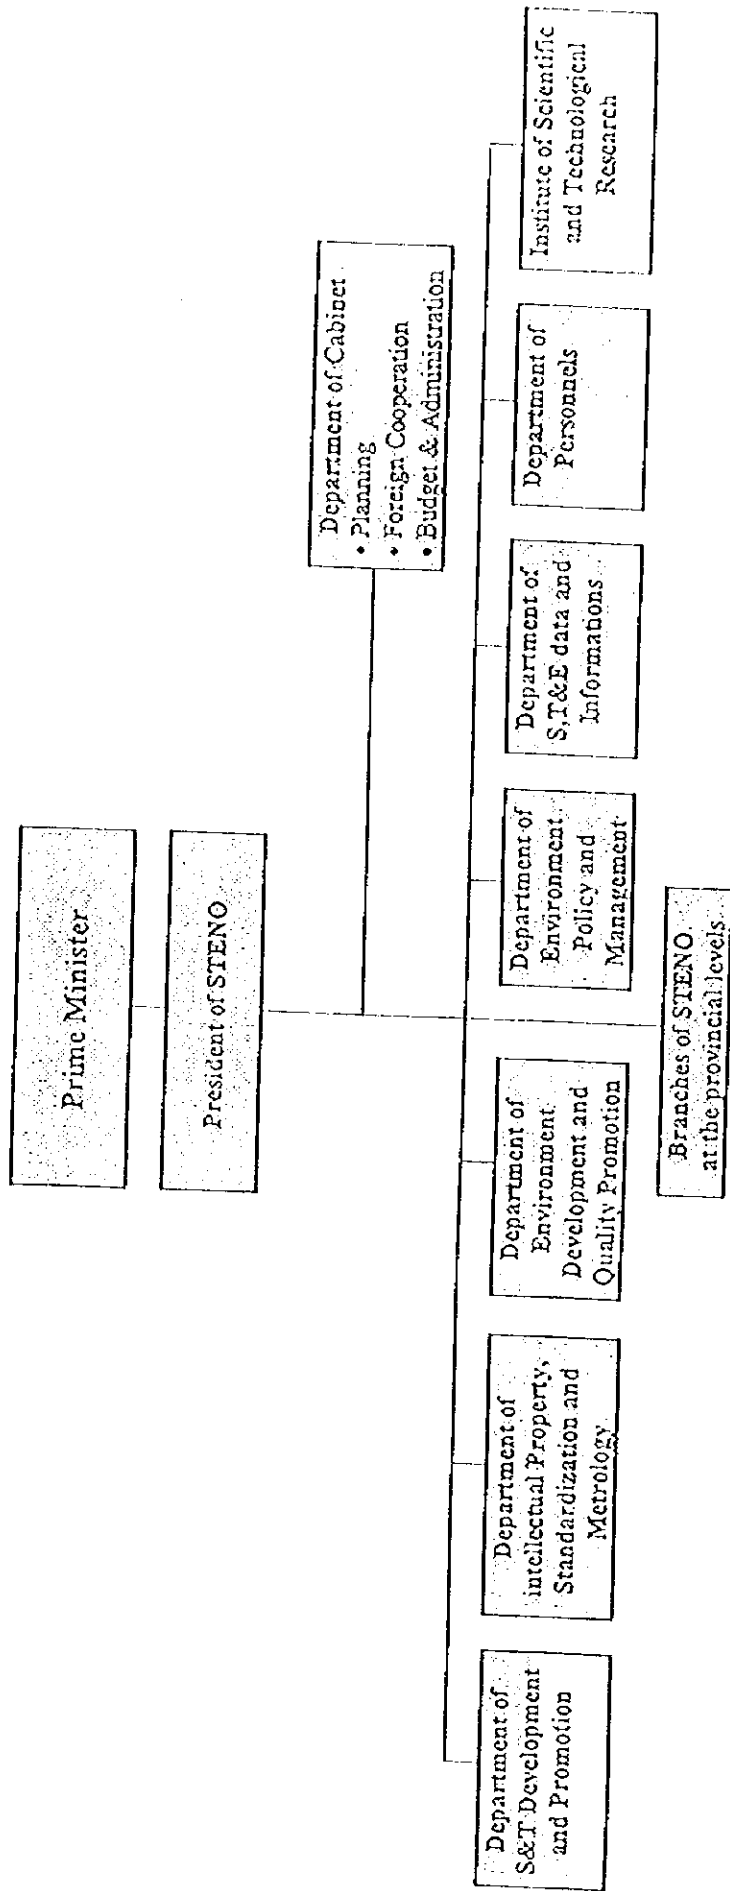 Prime Minister
President of STENO
Department of Cabinet
• Planning
• Foreign Cooperation
• Budget & Administration
Department of
S&T Development
and Promotion
Department of
intellectual Property,
Standardization and
Metrology
Department of
Environment
Development and
Quality Promotion
Department of
Environment
Policy and
Management
Department of
S,T&E data and
Informations
Department of
Personnels
Institute of Scientific
and Technological
Research
Branches of STENO
at the provincial levels